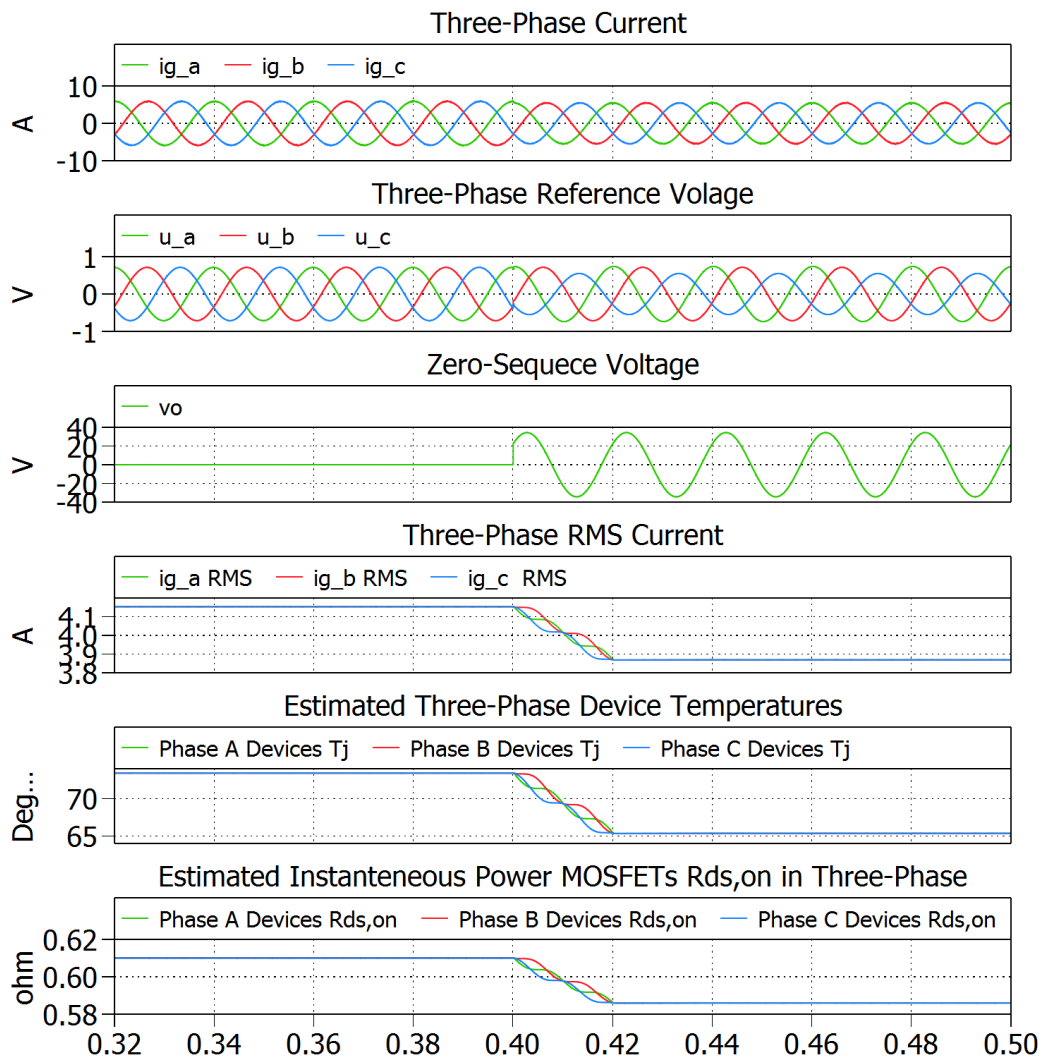 Three-Phase Current
ig_a ig_b ig_c
10
0
-10
A
Three-Phase Reference Volage
u_a u_b u_c
1
0
-1
V
Zero-Sequece Voltage
vo
40
20
0
-20
-40
V
Three-Phase RMS Current
ig_a RMS ig_b RMS ig_c RMS
4.1
4.0
3.9
3.8
A
Estimated Three-Phase Device Temperatures
Phase A Devices Tj Phase B Devices Tj Phase C Devices Tj
70
65
Deg...
Estimated Instanteneous Power MOSFETs Rds,on in Three-Phase
Phase A Devices Rds,on Phase B Devices Rds,on Phase C Devices Rds,on
0.62
0.60
0.58
ohm
0.32 0.34 0.36 0.38 0.40 0.42 0.44 0.46 0.48 0.50